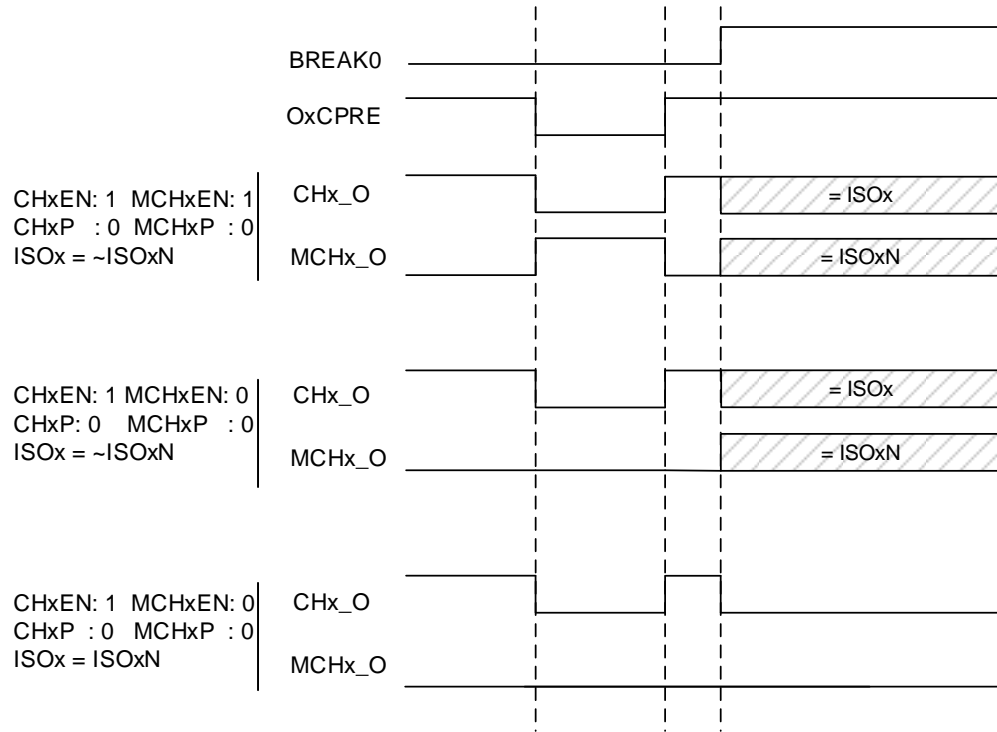 BREAK0
OxCPRE
CHxEN: 1 MCHxEN: 1
CHxP : 0 MCHxP : 0
ISOx = ~ISOxN
CHx_O
= ISOx
MCHx_O
= ISOxN
CHxEN: 1 MCHxEN: 0
CHxP: 0 MCHxP : 0
ISOx = ~ISOxN
CHx_O
= ISOx
MCHx_O
= ISOxN
CHxEN: 1 MCHxEN: 0
CHxP : 0 MCHxP : 0
ISOx = ISOxN
CHx_O
MCHx_O